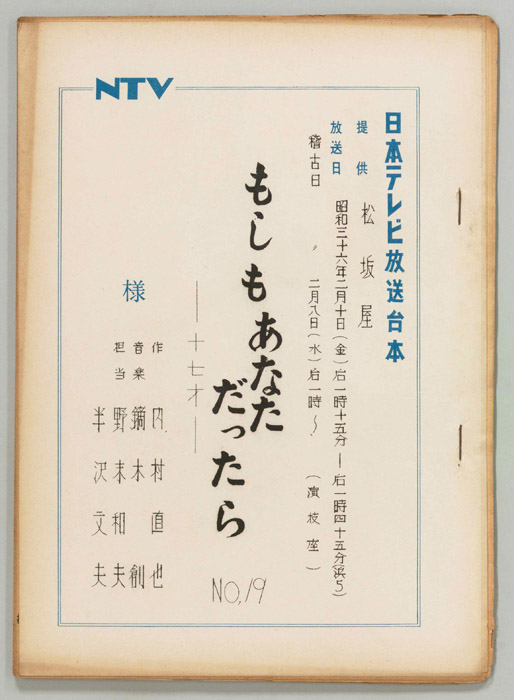 NTV
日本テレビ放送台本
提供 松坂屋
放送日 昭和三十六年二月十日(金)后一時十五分―后一時四十五分(浜5)
稽古日 〃 二月八日(水)后一時~ (演技座)
もしもあなた
だったら
―十七才―
NO,19
様
作 内村直也
音楽 鏑木創
担当 野末和夫
半沢文夫